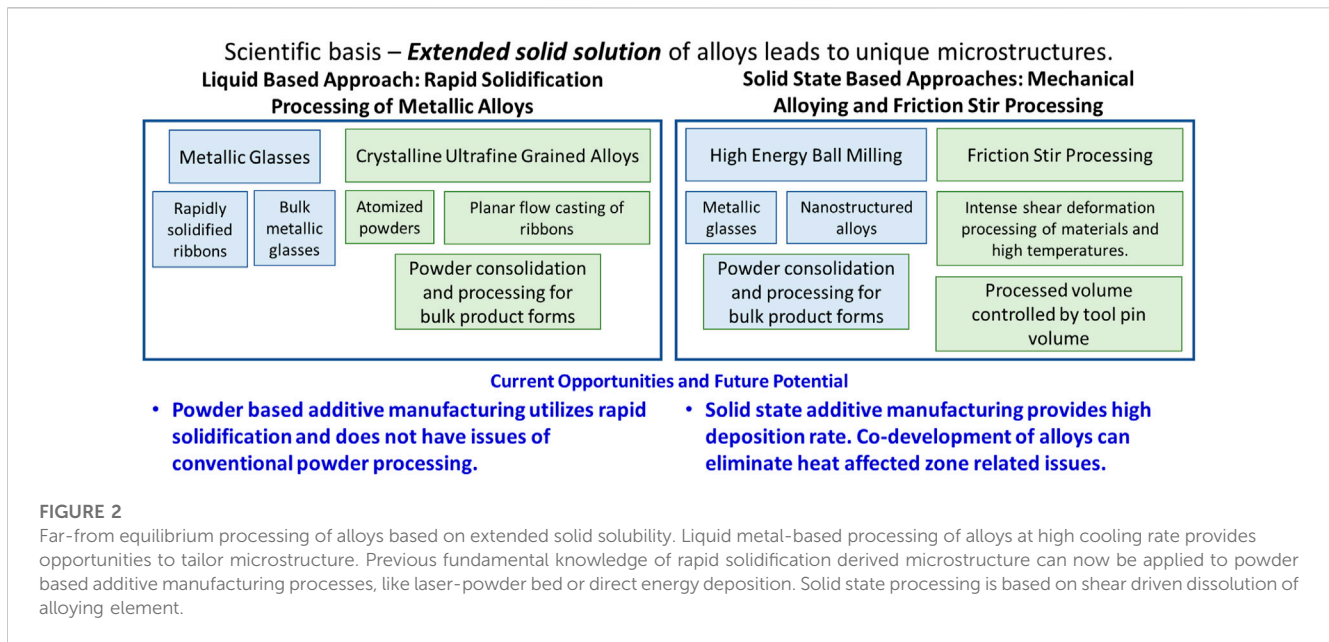 Scientific basis – Extended solid solution of alloys leads to unique microstructures.
Liquid Based Approach: Rapid Solidification
Processing of Metallic Alloys
Metallic Glasses
Crystalline Ultrafine Grained Alloys
Rapidly
solidified
ribbons
Bulk
metallic
glasses
Atomized
powders
Planar flow casting of
ribbons
Powder consolidation
and processing for
bulk product forms
Solid State Based Approaches: Mechanical
Alloying and Friction Stir Processing
High Energy Ball Milling
Friction Stir Processing
Metallic
glasses
Nanostructured
alloys
Powder consolidation
and processing for
bulk product forms
Intense shear deformation
processing of materials and
high temperatures.
Processed volume
controlled by tool pin
volume
Current Opportunities and Future Potential
• Powder based additive manufacturing utilizes rapid
solidification and does not have issues of
conventional powder processing.
• Solid state additive manufacturing provides high
deposition rate. Co-development of alloys can
eliminate heat affected zone related issues.
FIGURE 2
Far-from equilibrium processing of alloys based on extended solid solubility. Liquid metal-based processing of alloys at high cooling rate provides
opportunities to tailor microstructure. Previous fundamental knowledge of rapid solidification derived microstructure can now be applied to powder
based additive manufacturing processes, like laser-powder bed or direct energy deposition. Solid state processing is based on shear driven dissolution of
alloying element.